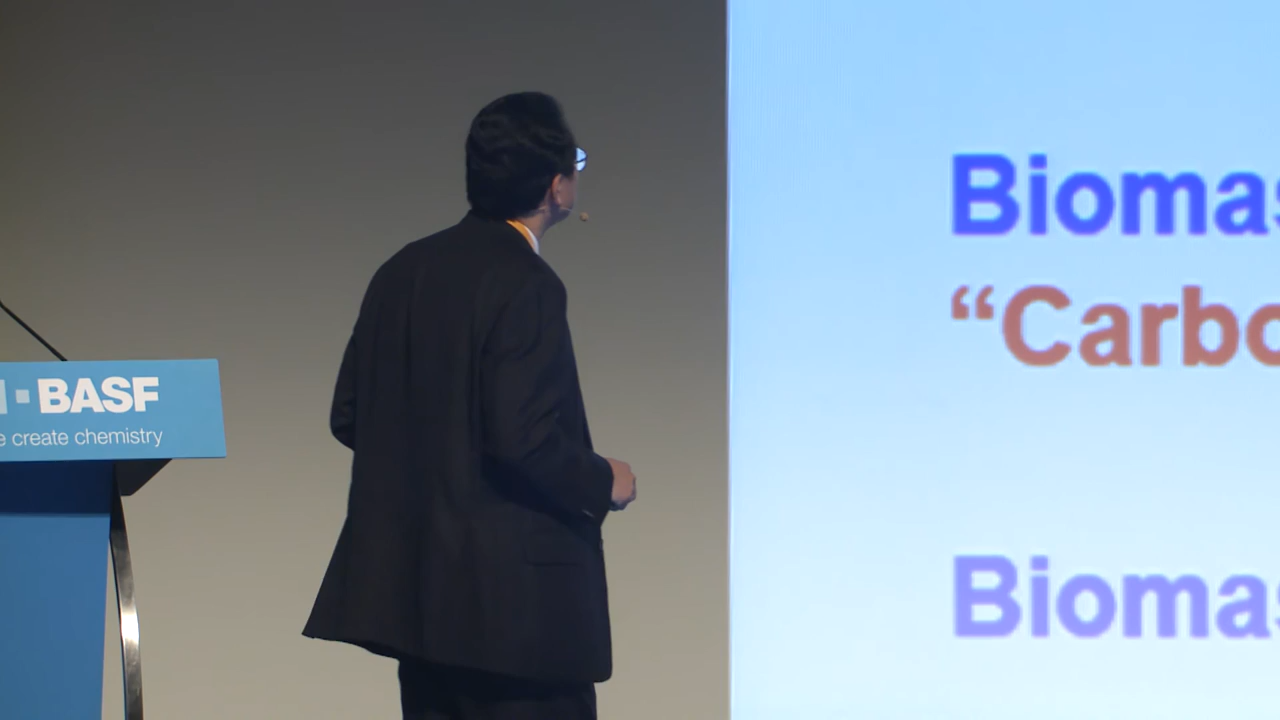 BASF
create chemistry
Biomas
“Carbo
Biomas